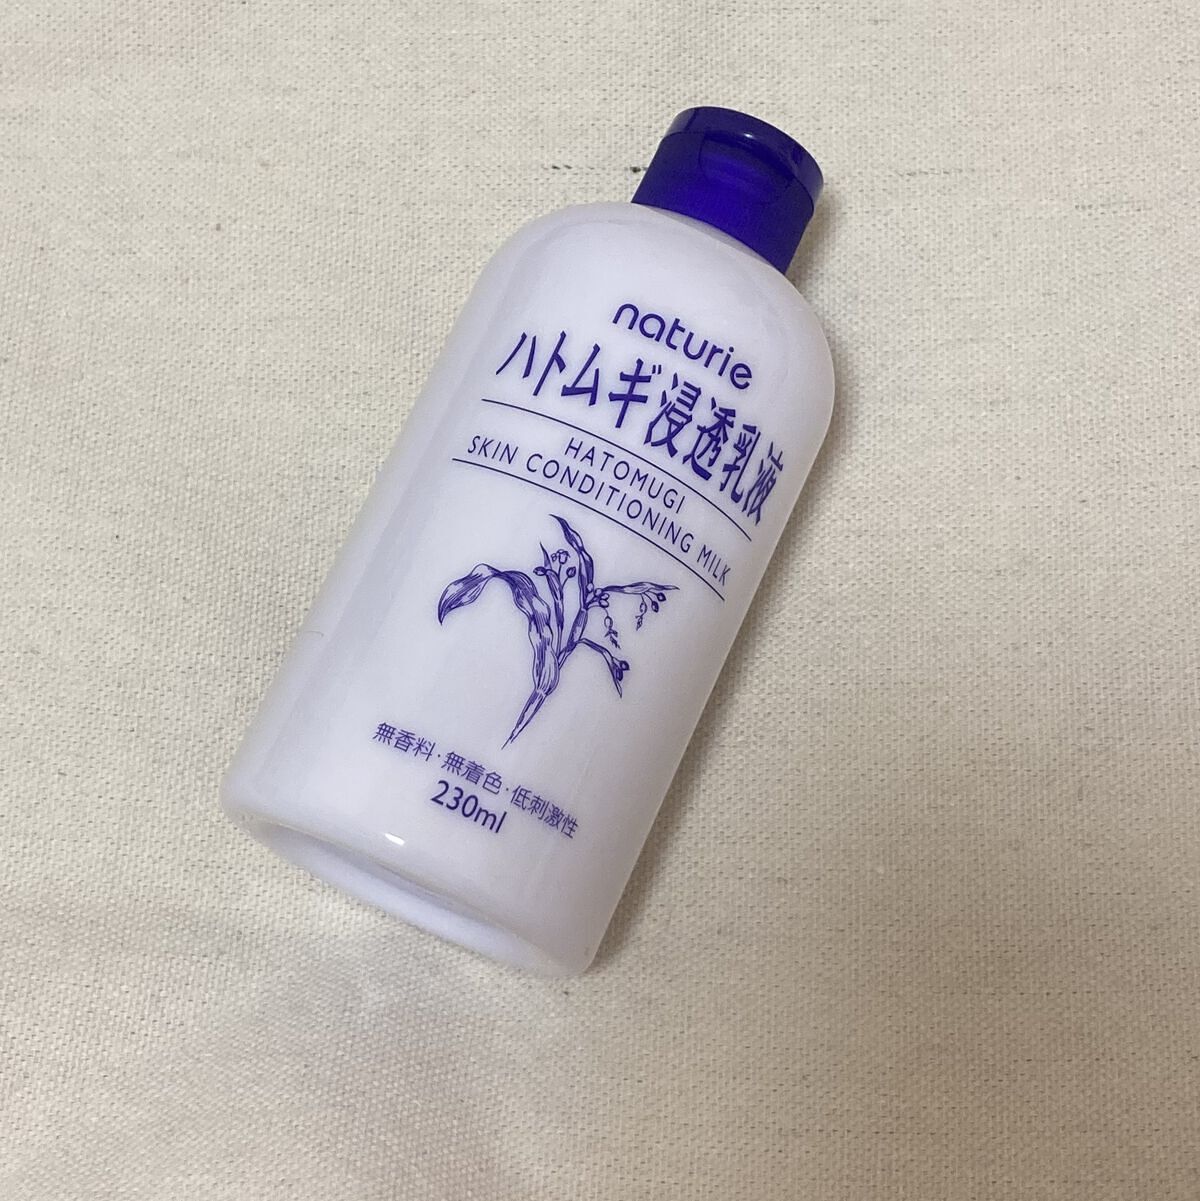 naturie
ハトムギ浸透乳液
HATOMUGI
SKIN CONDITIONING MILK
無香料・無着色・低刺激性
230ml